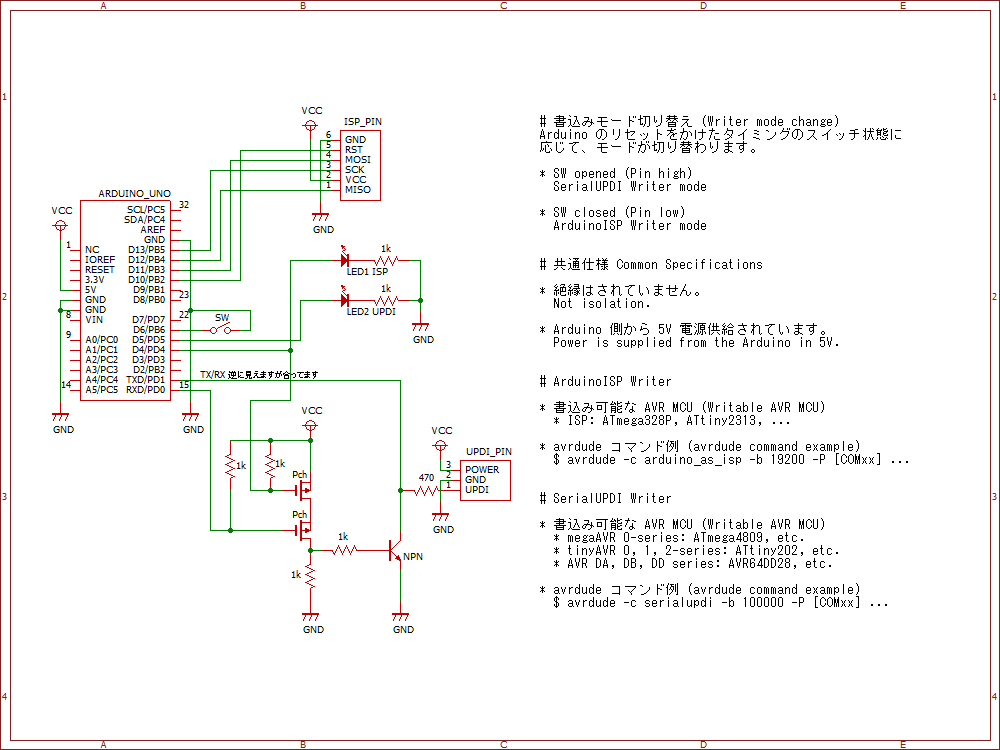 A B C D E
1
2
3
4
1
2
3
4
VCC
ISP_PIN
6 GND
5 RST
4 MOSI
3 SCK
2 VCC
1 MISO
GND
ARDUINO_UNO
VCC
SCL/PC5 32
SDA/PC4
AREF
GND
1 NC D13/PB5
IOREF D12/PB4
RESET D11/PB3
3.3V D10/PB2
5V D9/PB1
GND D8/PB0 23
GND
8 VIN D7/PD7 22
D6/PB6
9 A0/PC0 D5/PD5
A1/PC1 D4/PD4
A2/PC2 D3/PD3
A3/PC3 D2/PB2
14 A4/PC4 TXD/PD1
A5/PC5 RXD/PD0 15
GND
GND
SW
1k
LED1 ISP
1k
LED2 UPDI
GND
TX/RX 逆に見えますが合ってます
VCC
1k
1k
Pch
Pch
1k
1k
GND
NPN
GND
VCC
UPDI_PIN
470
3 POWER
2 GND
1 UPDI
GND
# 書込みモード切り替え (Writer mode change)
Arduino のリセットをかけたタイミングのスイッチ状態に
応じて、モードが切り替わります。
* SW opened (Pin high)
SerialUPDI Writer mode
* SW closed (Pin low)
ArduinoISP Writer mode
# 共通仕様 Common Specifications
* 絶縁はされていません。
Not isolation.
* Arduino 側から 5V 電源供給されています。
Power is supplied from the Arduino in 5V.
# ArduinoISP Writer
* 書込み可能な AVR MCU (Writable AVR MCU)
* ISP: ATmega328P, ATtiny2313, ...
* avrdude コマンド例 (avrdude command example)
$ avrdude -c arduino_as_isp -b 19200 -P [COMxx] ...
# SerialUPDI Writer
* 書込み可能な AVR MCU (Writable AVR MCU)
* megaAVR 0-series: ATmega4809, etc.
* tinyAVR 0, 1, 2-series: ATtiny202, etc.
* AVR DA, DB, DD series: AVR64DD28, etc.
* avrdude コマンド例 (avrdude command example)
$ avrdude -c serialupdi -b 100000 -P [COMxx] ...
A B C D E